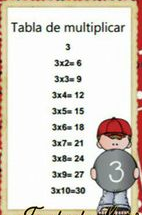 Tabla de multiplicar
3
3x2= 6
3x3= 9
3x4= 12
3x5= 15
3x6= 18
3x7= 21
3x8= 24
3x9= 27
3x10=30
3